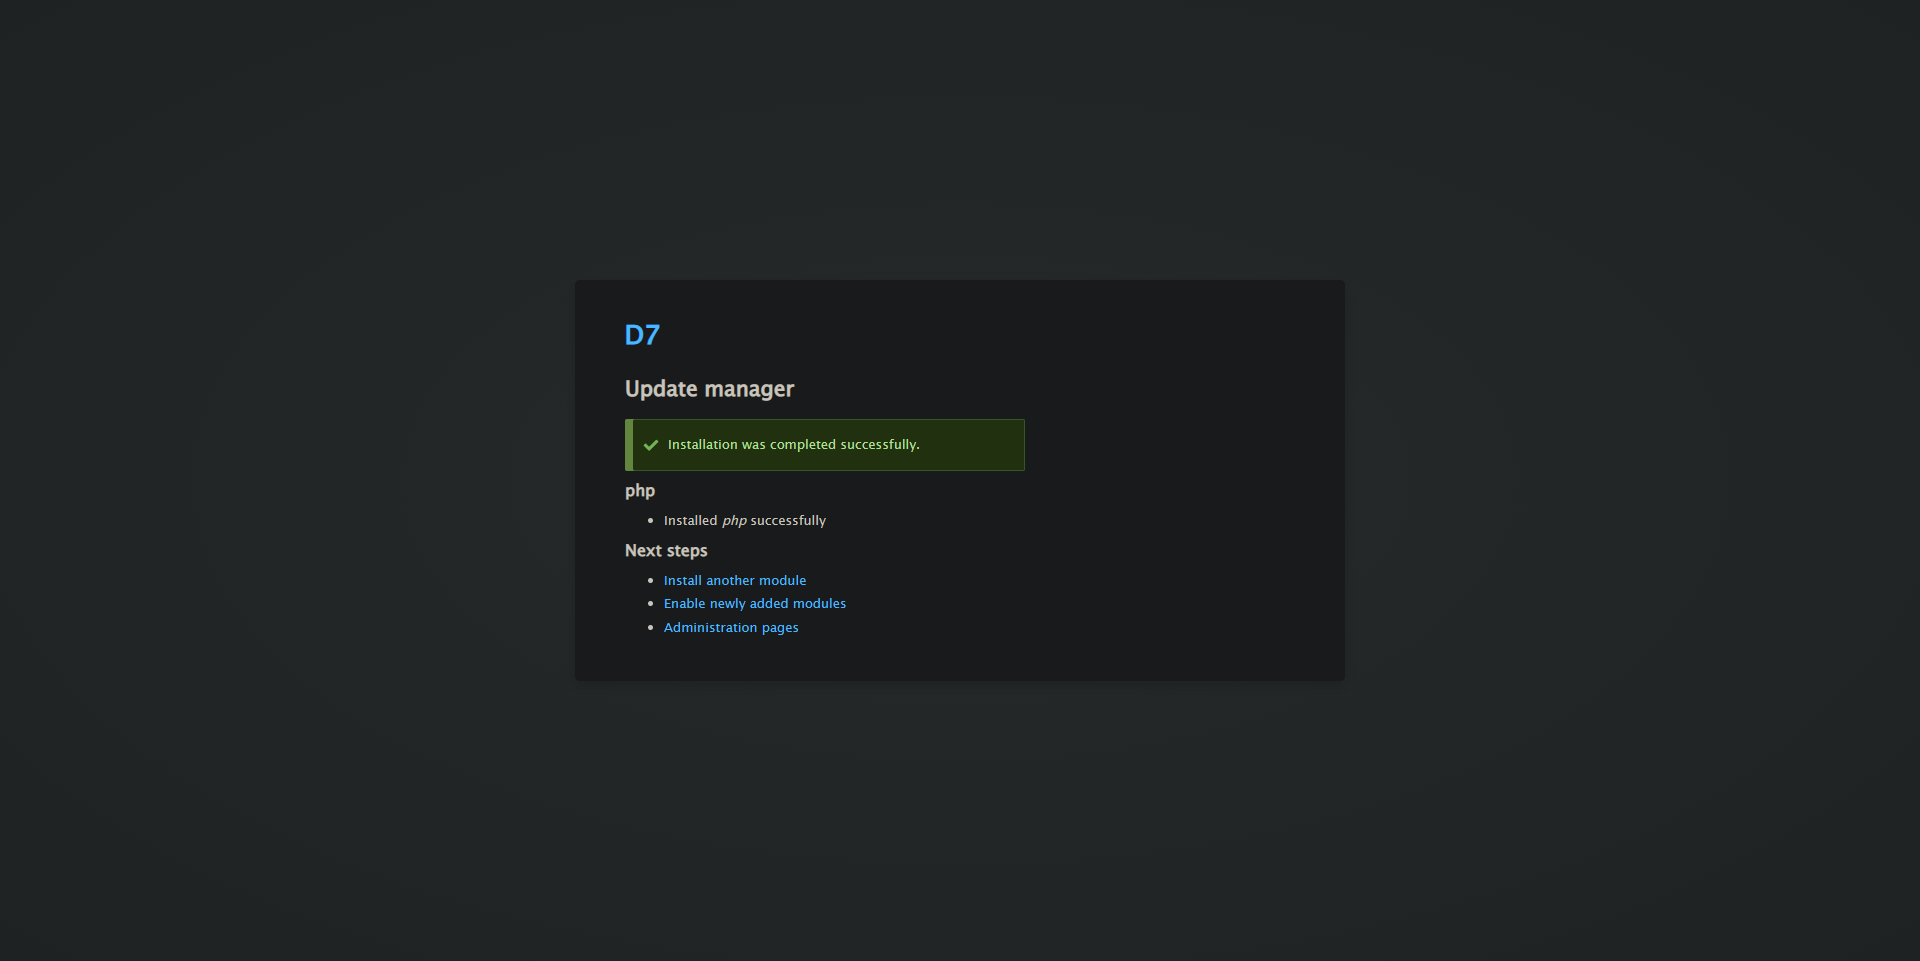 D7
Update manager
Installation was completed successfully.
php
Installed php successfully
Next steps
Install another module
Enable newly added modules
Administration pages